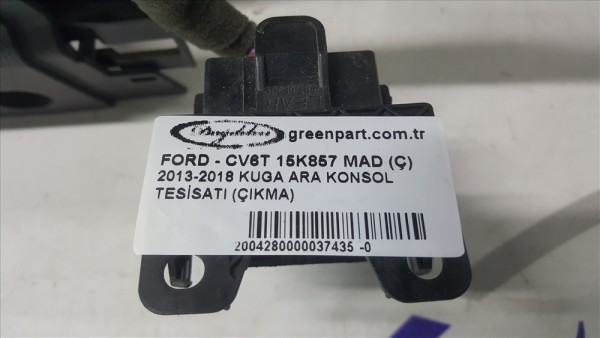 greenpart.com.tr
FORD - CV6T 15K857 MAD (Ç)
2013-2018 KUGA ARA KONSOL
TESİSATI (ÇIKMA)
2004280000037435 -0